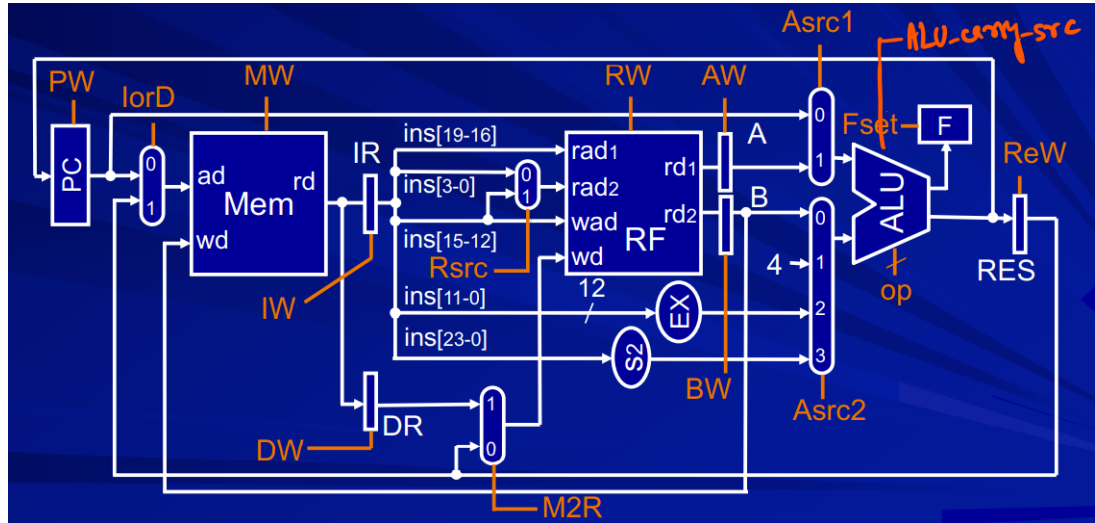 Asrc1
ALU_carry_src
PW
IorD
MW
RW
AW
Fset
F
ReW
PC
0
1
ad
Mem
rd
wd
IR
ins[19-16]
ins[3-0]
ins[15-12]
ins[11-0]
ins[23-0]
0
1
Rsrc
rad1
rad2
wad
wd
RF
rd1
rd2
A
B
0
1
0
4
1
2
3
ALU
op
RES
12
EX
S2
IW
BW
Asrc2
DW
DR
1
0
M2R